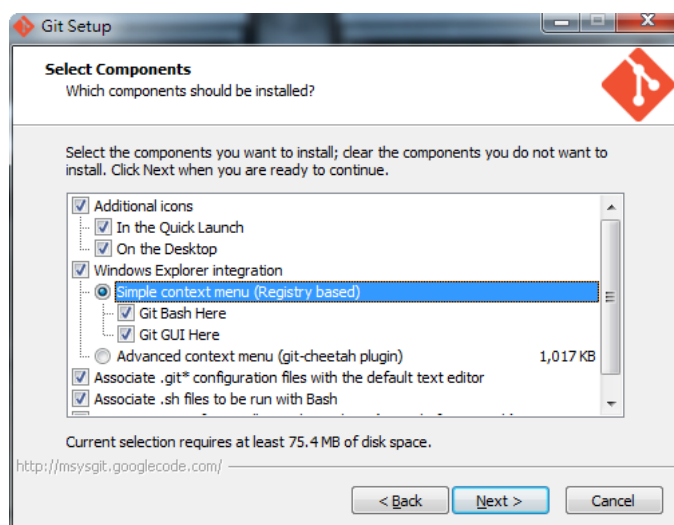 Git Setup
Select Components
Which components should be installed?
Select the components you want to install; clear the components you do not want to
install. Click Next when you are ready to continue.
Additional icons
In the Quick Launch
On the Desktop
Windows Explorer integration
Simple context menu (Registry based)
Git Bash Here
Git GUI Here
Advanced context menu (git-cheetah plugin) 1,017 KB
Associate .git* configuration files with the default text editor
Associate .sh files to be run with Bash
Current selection requires at least 75.4 MB of disk space.
http://msysgit.googlecode.com/
< Back Next > Cancel